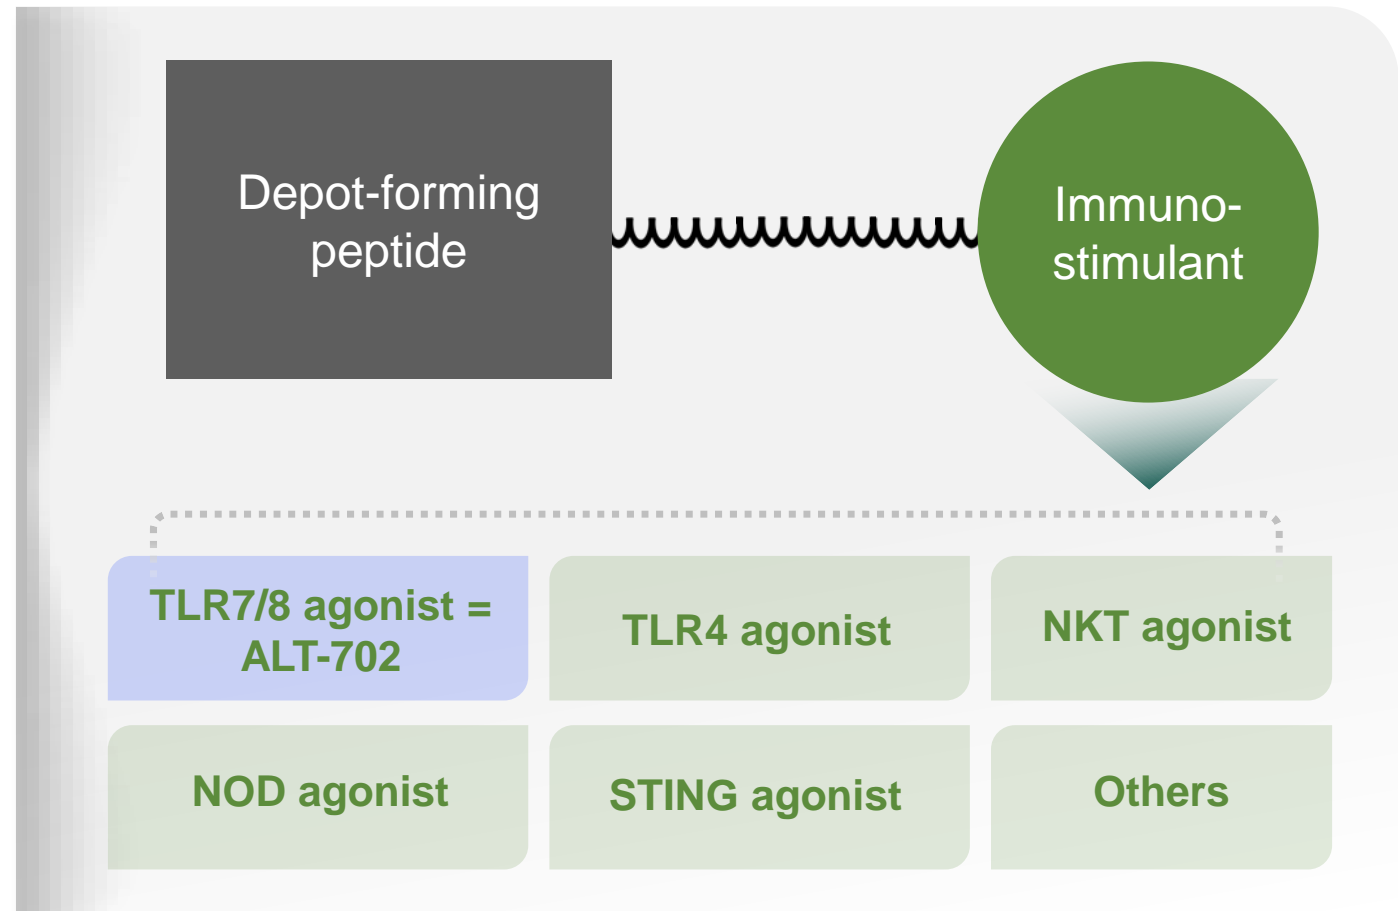 Depot-forming
peptide
Immuno-
stimulant
TLR7/8 agonist =
ALT-702
TLR4 agonist
NKT agonist
NOD agonist
STING agonist
Others